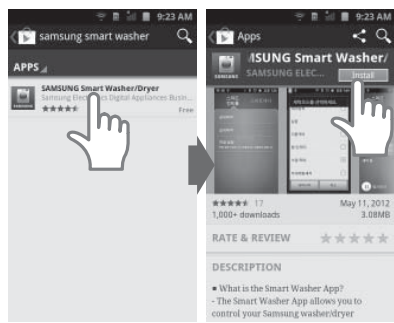 9:23 AM
samsung smart washer
APPS
SAMSUNG Smart Washer/Dryer
Samsung Electronics Digital Appliances Busin...
Free
9:23 AM
Apps
ISUNG Smart Washer/
SAMSUNG ELEC...
Install
SAMSUNG
17
May 11, 2012
1,000+ downloads
3.08MB
RATE & REVIEW
DESCRIPTION
▪ What is the Smart Washer App?
- The Smart Washer App allows you to
control your Samsung washer/dryer